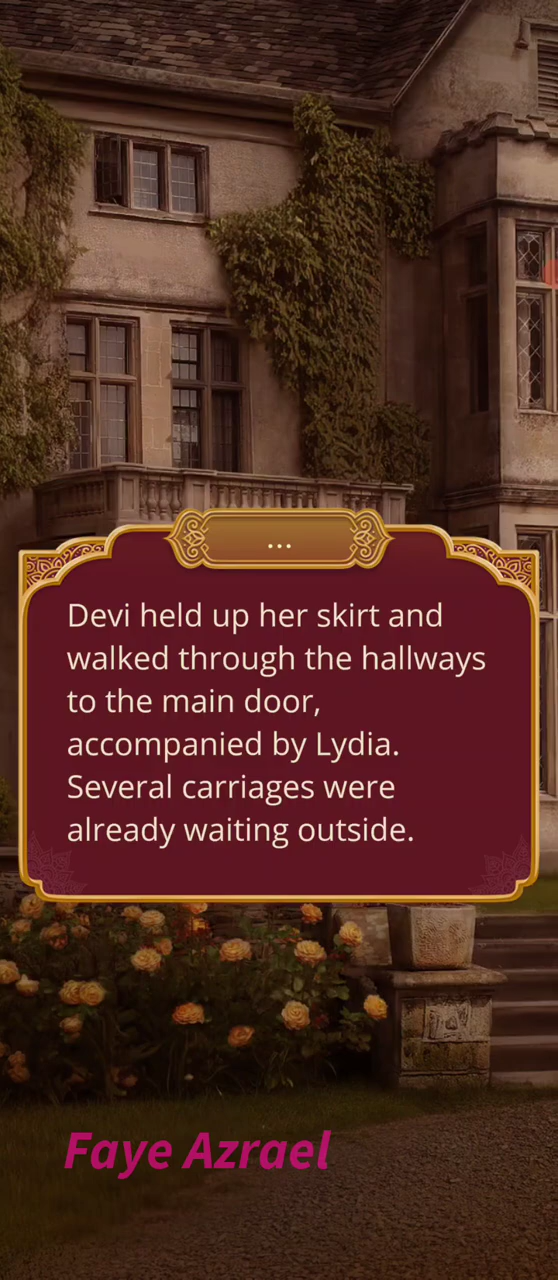 ...
Devi held up her skirt and
walked through the hallways
to the main door,
accompanied by Lydia.
Several carriages were
already waiting outside.
Faye Azrael